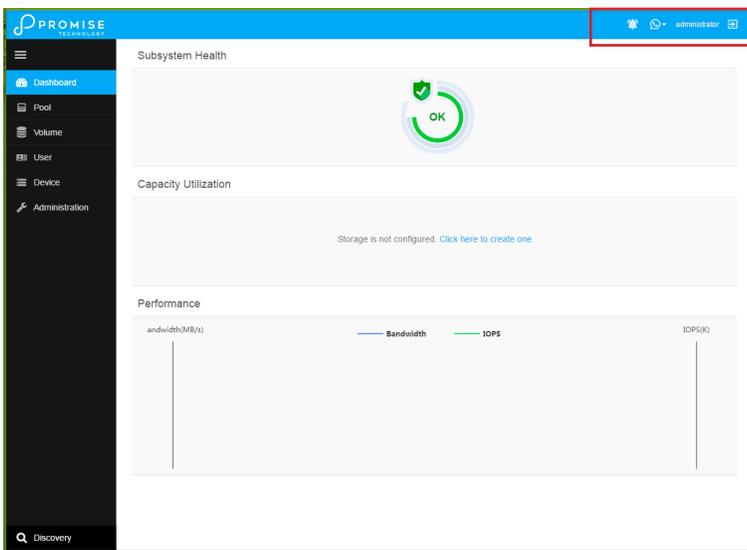 PROMISE
TECHNOLOGY
administrator
Subsystem Health
Dashboard
Pool
Volume
User
Device
Administration
OK
Capacity Utilization
Storage is not configured. Click here to create one
Performance
andwidth(MB/s)
Bandwidth
IOPS
IOPS(K)
Discovery